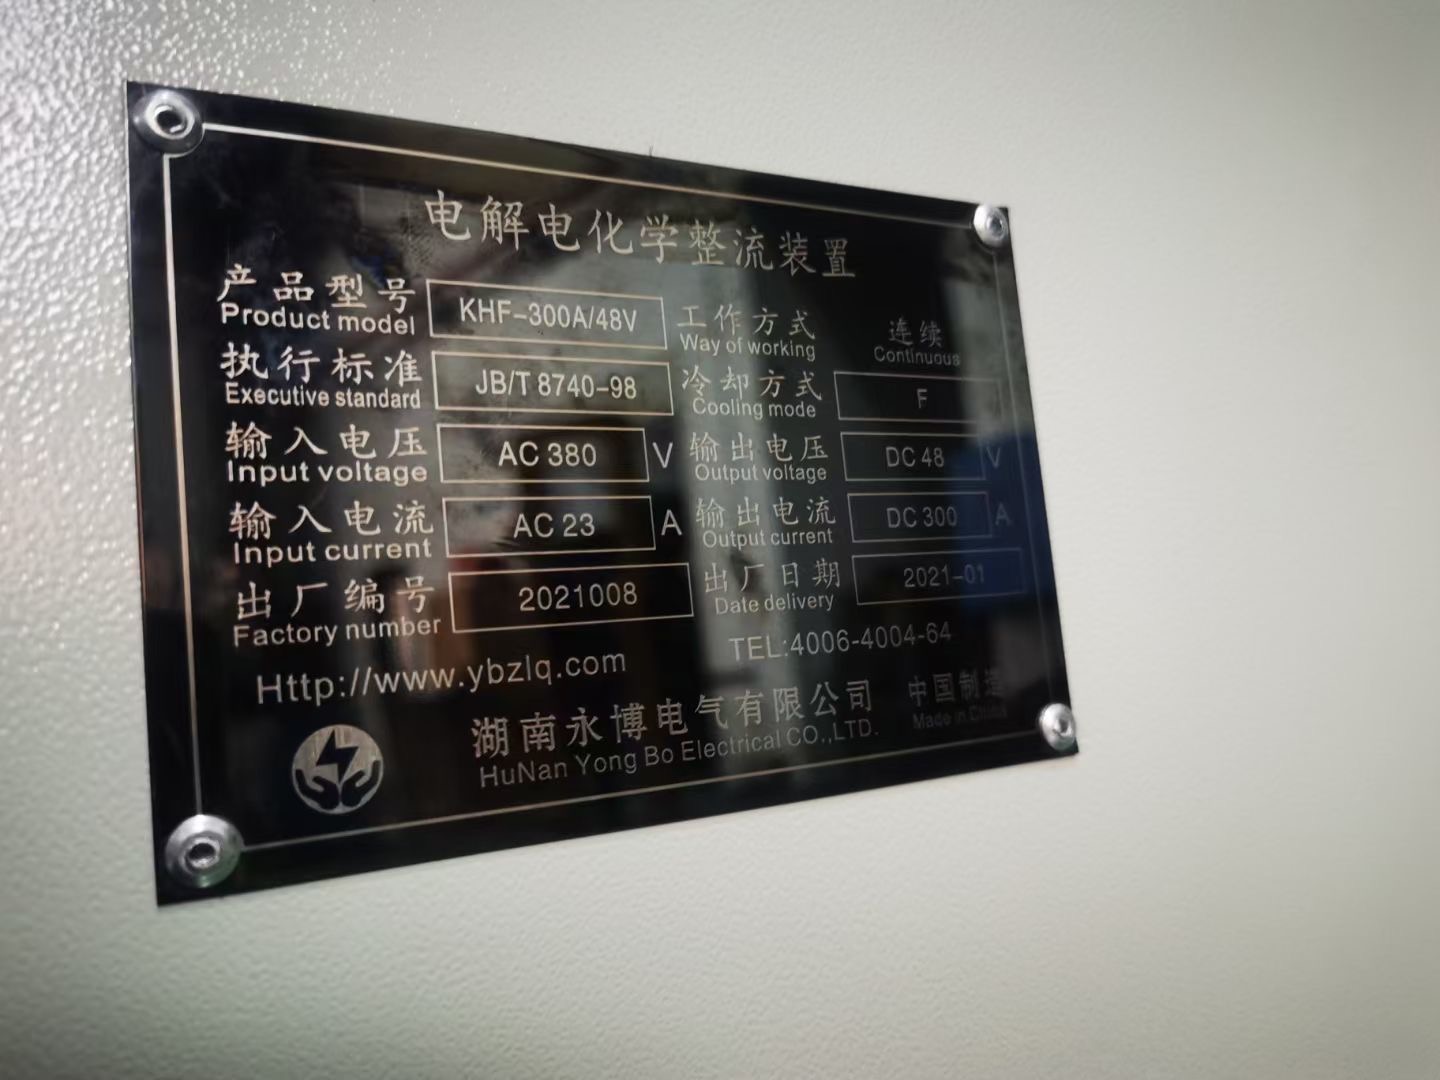 电解电化学整流装置
产品型号 KHF-300A/48V 工作方式 连续
Product model Way of working Continuous
执行标准 JB/T 8740-98 冷却方式 F
Executive standard Cooling mode
输入电压 AC 380 V 输出电压 DC 48 V
Input voltage Output voltage
输入电流 AC 23 A 输出电流 DC 300 A
Input current Output current
出厂编号 2021008 出厂日期 2021-01
Factory number Date delivery
Http://www.ybzlq.com TEL:4006-4004-64
湖南永博电气有限公司 中国制造
HuNan Yong Bo Electrical CO.,LTD. Made in China